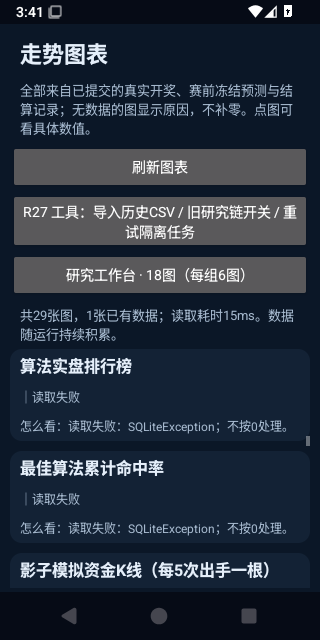 3:41
走势图表
全部来自已提交的真实开奖、赛前冻结预测与结
算记录；无数据的图显示原因，不补零。点图可
看具体数值。
刷新图表
R27 工具：导入历史CSV / 旧研究链开关 / 重
试隔离任务
研究工作台 · 18图（每组6图）
共29张图，1张已有数据；读取耗时15ms。数据
随运行持续积累。
算法实盘排行榜
读取失败
怎么看：读取失败：SQLiteException；不按0处理。
最佳算法累计命中率
读取失败
怎么看：读取失败：SQLiteException；不按0处理。
影子模拟资金K线（每5次出手一根）